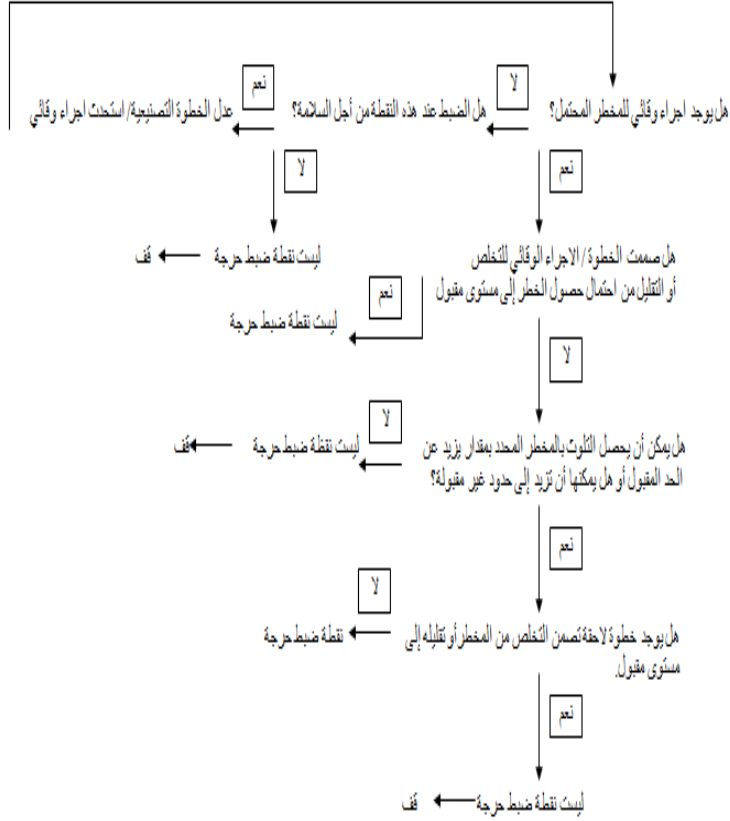 هل يوجد اجراء وقائي للمخطر المحتمل؟
لا
هل الضبط عند هذه النقطة من أجل السلامة؟
نعم
عدل الخطوة التصنيعية/ استحدث اجراء وقائي
نعم
لا
هل صممت الخطوة / الاجراء الوقائي للتخلص
أو التقليل من احتمال حصول الخطر إلى مستوى مقبول
ليست نقطة ضبط حرجة
قف
نعم
ليست نقطة ضبط حرجة
لا
هل يمكن أن يحصل التلوث بالمخطر المحدد بمقدار يزيد عن
الحد المقبول أو هل يمكنها أن تزيد إلى حدود غير مقبولة؟
لا
ليست نقطة ضبط حرجة
قف
نعم
هل يوجد خطوة لاحقة تضمن التخلص من المخطر أو تقليله إلى
مستوى مقبول.
لا
نقطة ضبط حرجة
نعم
ليست نقطة ضبط حرجة
قف